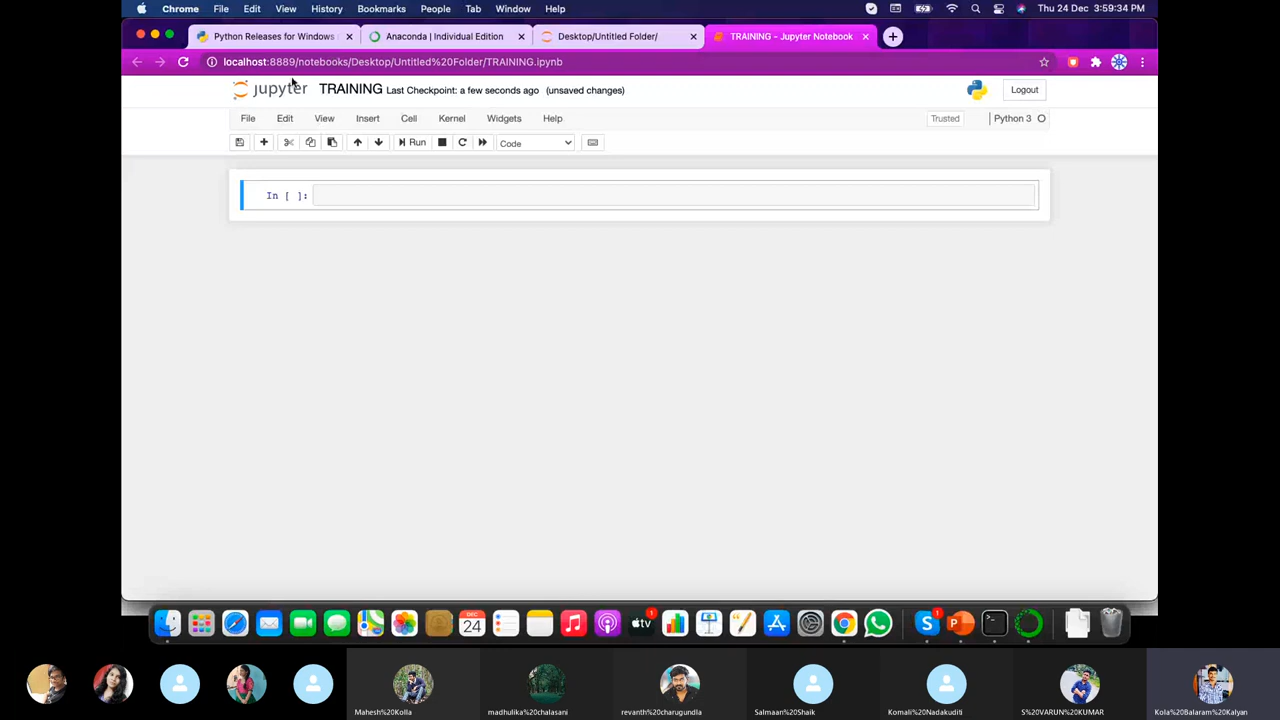 Chrome File Edit View History Bookmarks People Tab Window Help Thu 24 Dec 3:59:34 PM
Python Releases for Windows Anaconda | Individual Edition Desktop/Untitled Folder/ TRAINING - Jupyter Notebook
localhost:8889/notebooks/Desktop/Untitled%20Folder/TRAINING.ipynb
jupyter TRAINING Last Checkpoint: a few seconds ago (unsaved changes) Logout
File Edit View Insert Cell Kernel Widgets Help Trusted Python 3
Run Code
In [ ]:
DEC
24
tv
1
1
Mahesh%20Kolla madhulika%20chalasani revanth%20charugundla Salmaan%20Shaik Komali%20Nadakuditi S%20VARUN%20KUMAR Kola%20Balaram%20Kalyan